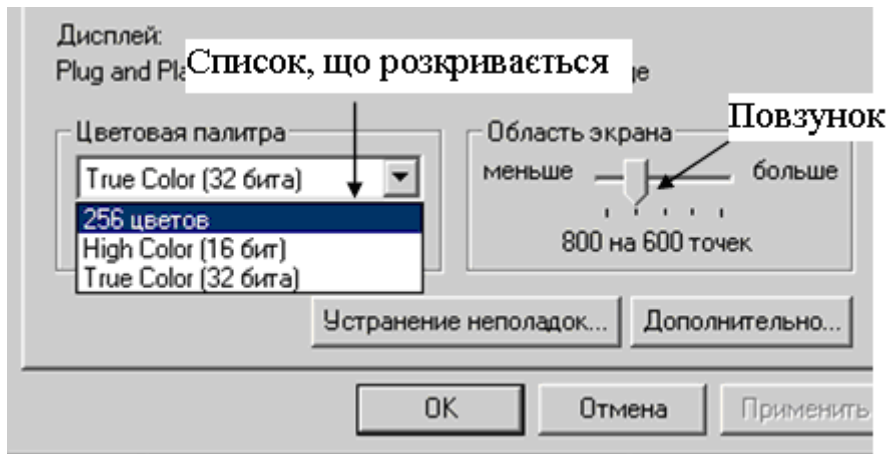 Дисплей:
Plug and Pla
Список, що розкривається
ge
Повзунок
Цветовая палитра
True Color (32 бита)
256 цветов
High Color (16 бит)
True Color (32 бита)
Область экрана
меньше
больше
800 на 600 точек
Устранение неполадок...
Дополнительно...
OK
Отмена
Применить